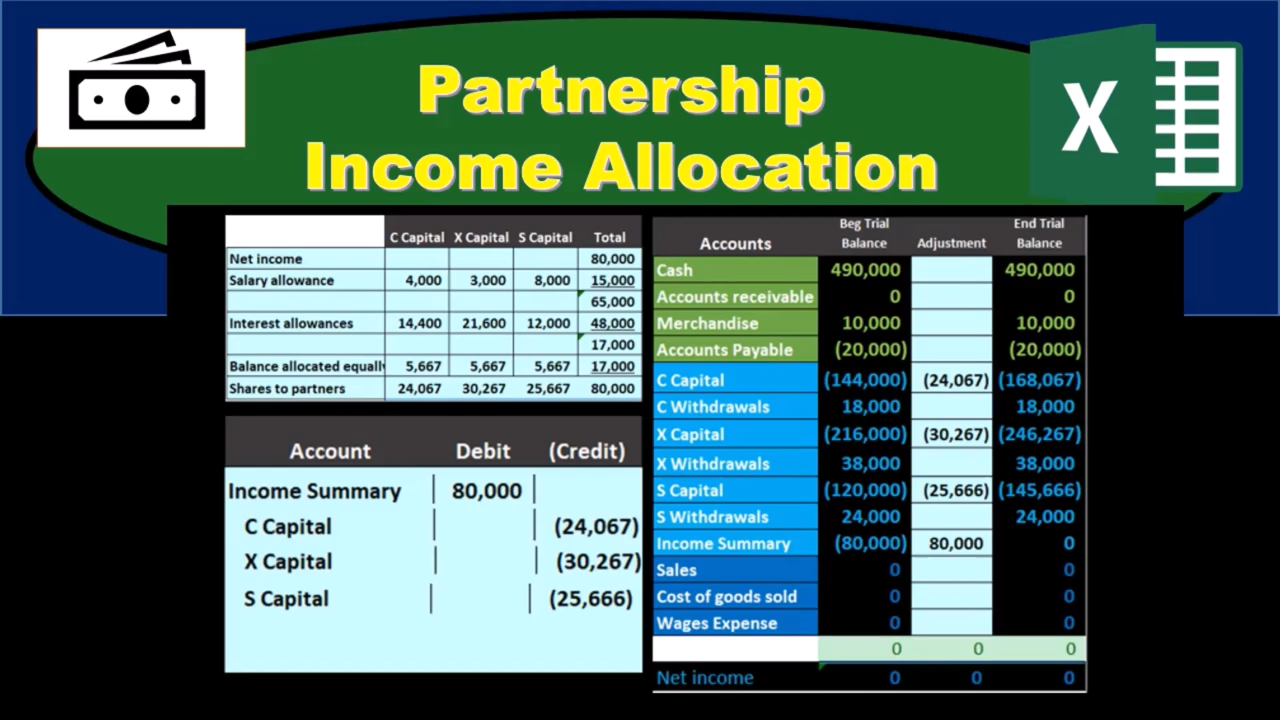 Partnership
Income Allocation
X
C Capital X Capital S Capital Total
Net income 80,000
Salary allowance 4,000 3,000 8,000 15,000
65,000
Interest allowances 14,400 21,600 12,000 48,000
17,000
Balance allocated equally 5,667 5,667 5,667 17,000
Shares to partners 24,067 30,267 25,667 80,000
Account Debit (Credit)
Income Summary 80,000
C Capital (24,067)
X Capital (30,267)
S Capital (25,666)
Accounts Beg Trial Balance Adjustment End Trial Balance
Cash 490,000 490,000
Accounts receivable 0 0
Merchandise 10,000 10,000
Accounts Payable (20,000) (20,000)
C Capital (144,000) (24,067) (168,067)
C Withdrawals 18,000 18,000
X Capital (216,000) (30,267) (246,267)
X Withdrawals 38,000 38,000
S Capital (120,000) (25,666) (145,666)
S Withdrawals 24,000 24,000
Income Summary (80,000) 80,000 0
Sales 0 0
Cost of goods sold 0 0
Wages Expense 0 0
0 0 0
Net income 0 0 0